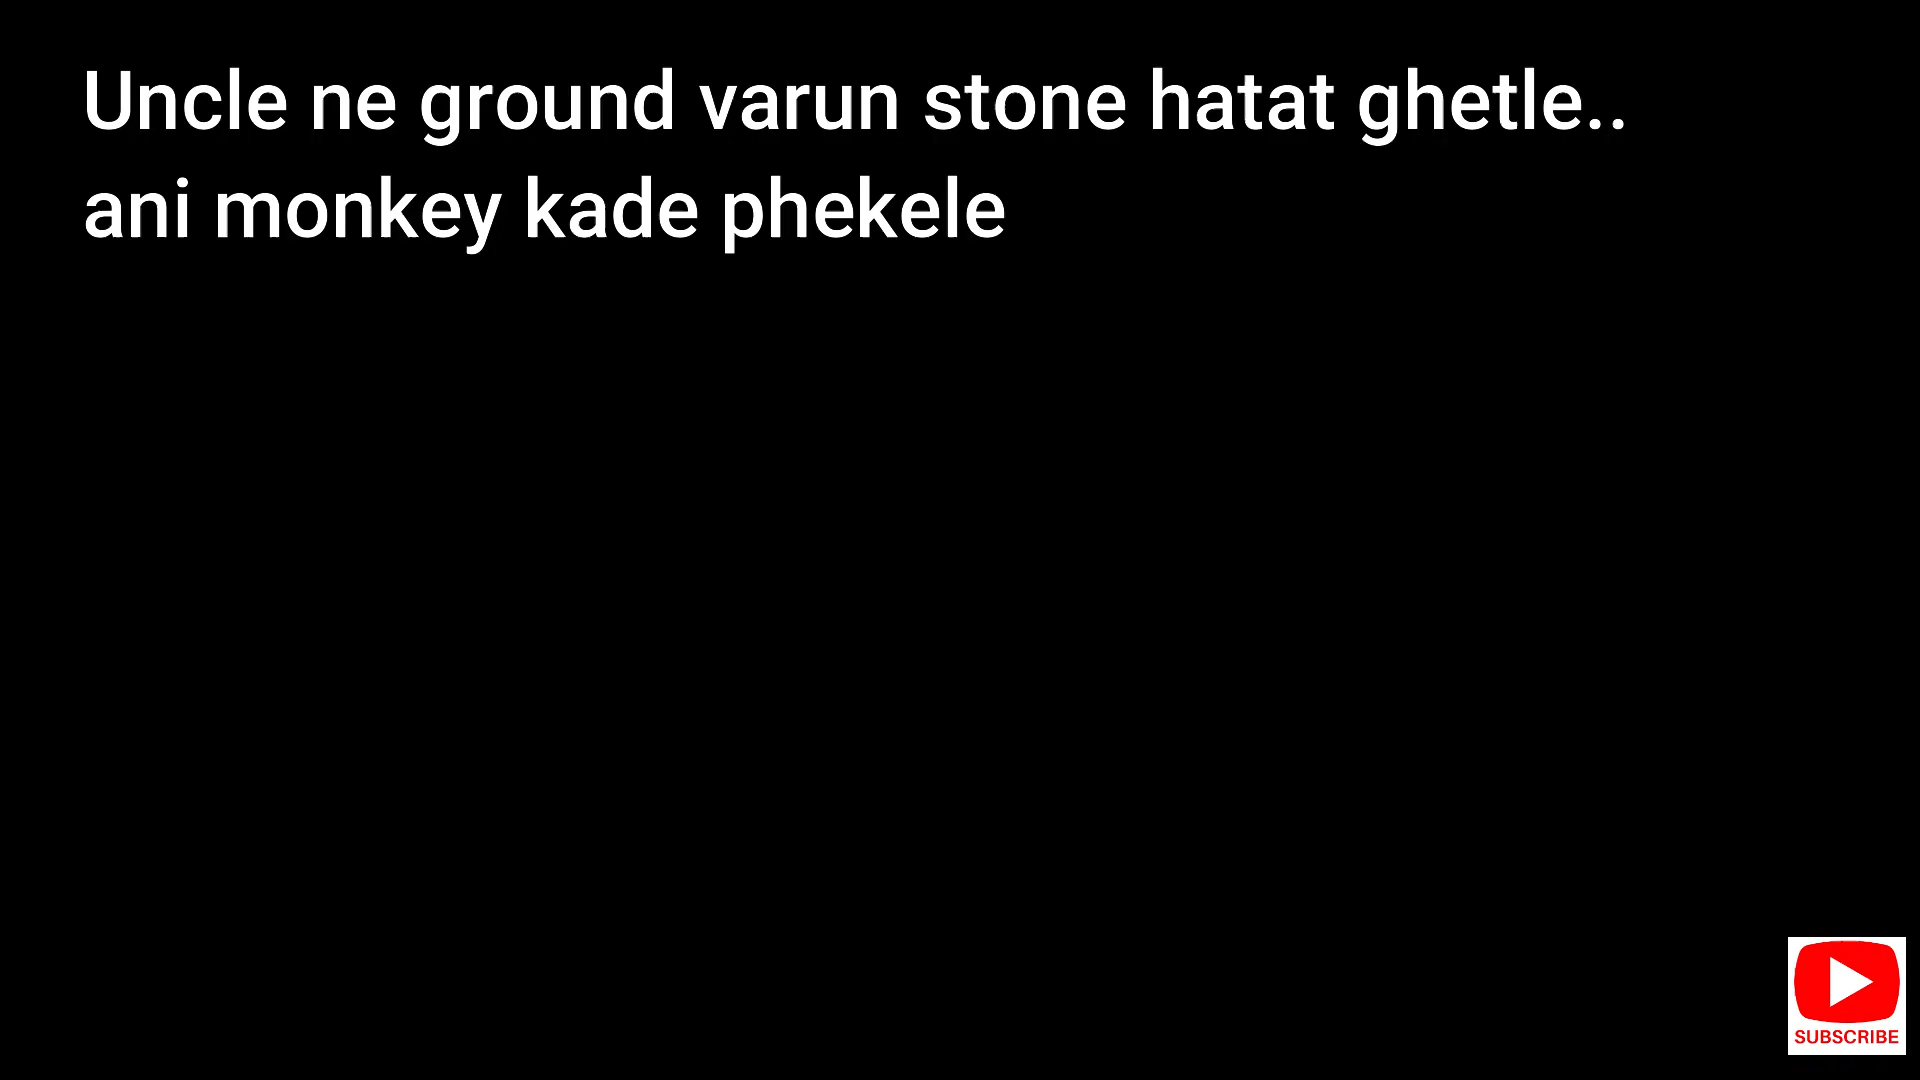 Uncle ne ground varun stone hatat ghetle..
ani monkey kade phekele
SUBSCRIBE